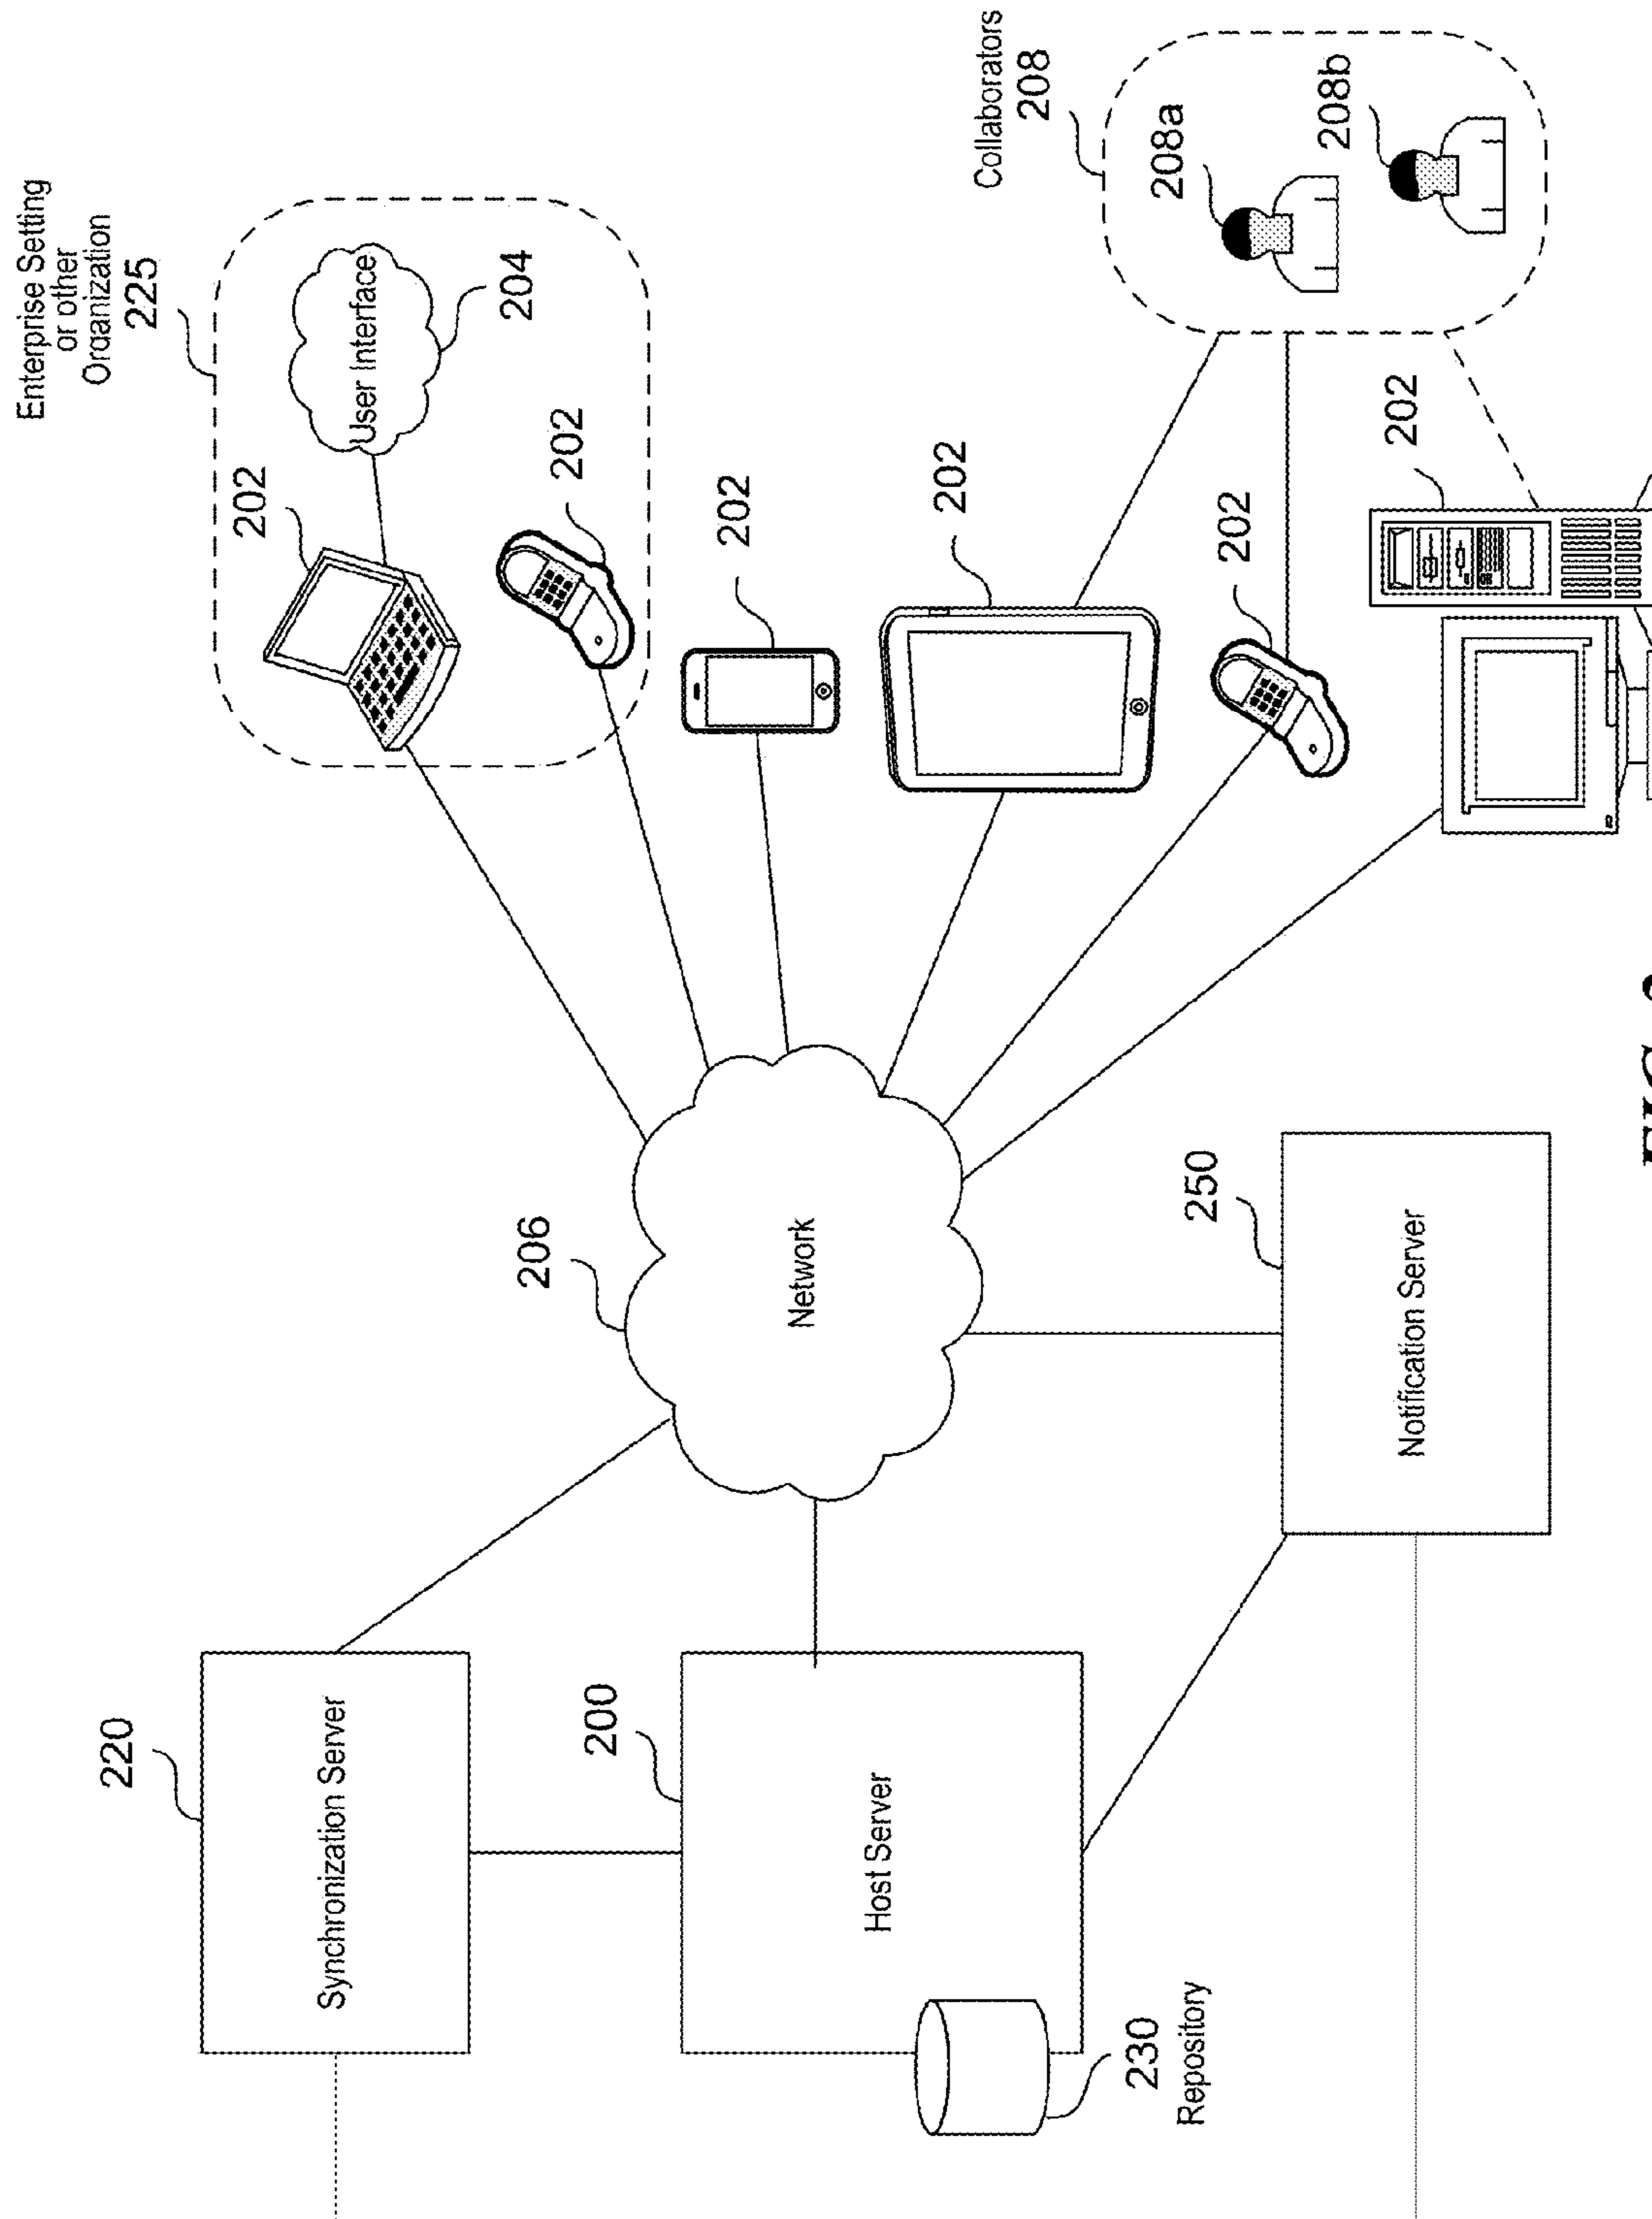 Enterprise Setting
or other
Organization
225
220
202
User Interface
Synchronization Server
204
206
202
200
202
Network
Host Server
202
Collaborators
208
230
Repository
208a
250
202
208b
202
Notification Server